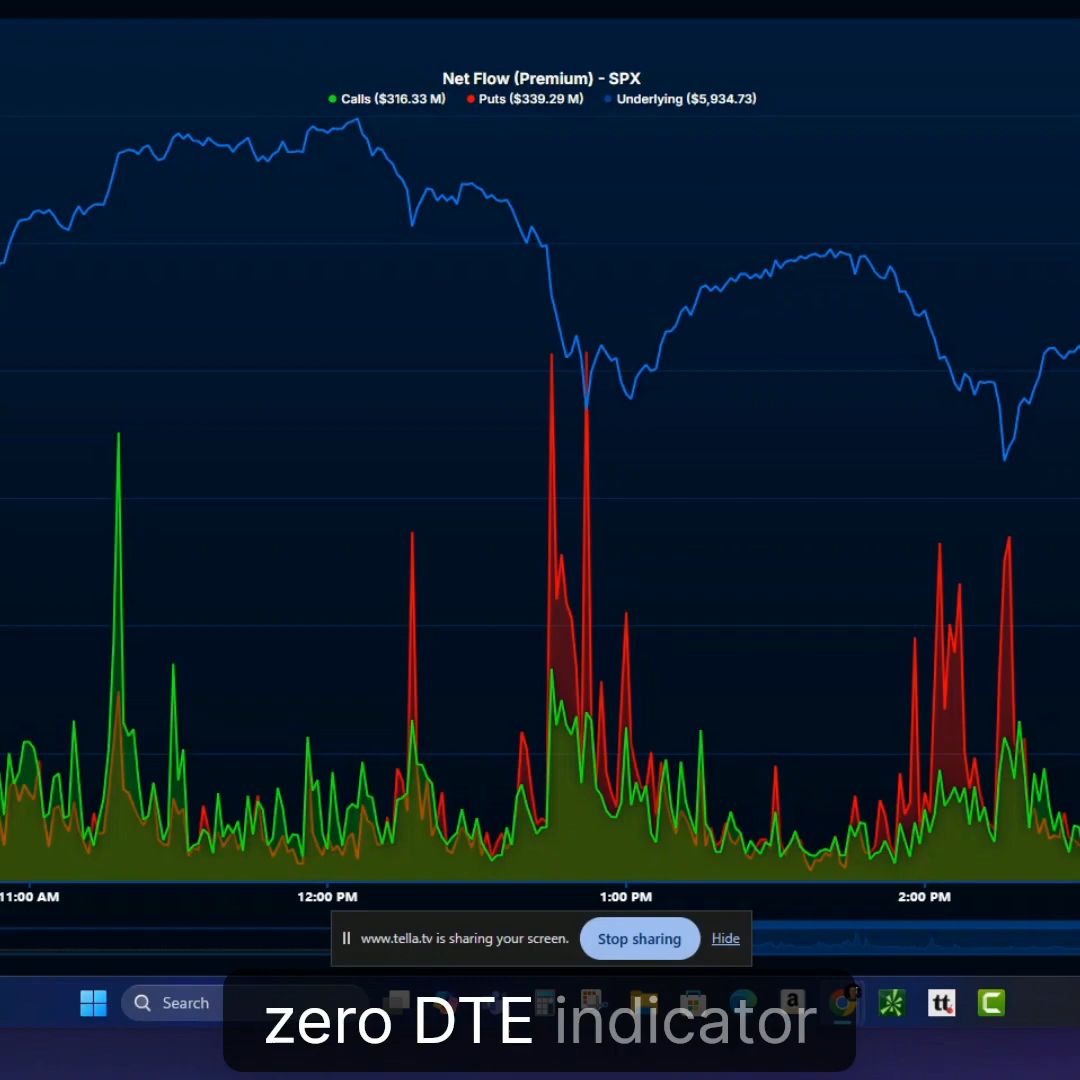 Net Flow (Premium) - SPX
Calls ($316.33 M) Puts ($339.29 M) Underlying ($5,934.73)
11:00 AM 12:00 PM 1:00 PM 2:00 PM
www.tella.tv is sharing your screen. Stop sharing Hide
Search a tt C
zero DTE indicator